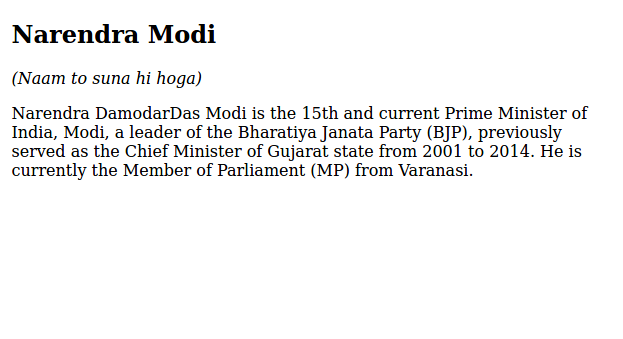 Narendra Modi
(Naam to suna hi hoga)
Narendra DamodarDas Modi is the 15th and current Prime Minister of
India, Modi, a leader of the Bharatiya Janata Party (BJP), previously
served as the Chief Minister of Gujarat state from 2001 to 2014. He is
currently the Member of Parliament (MP) from Varanasi.